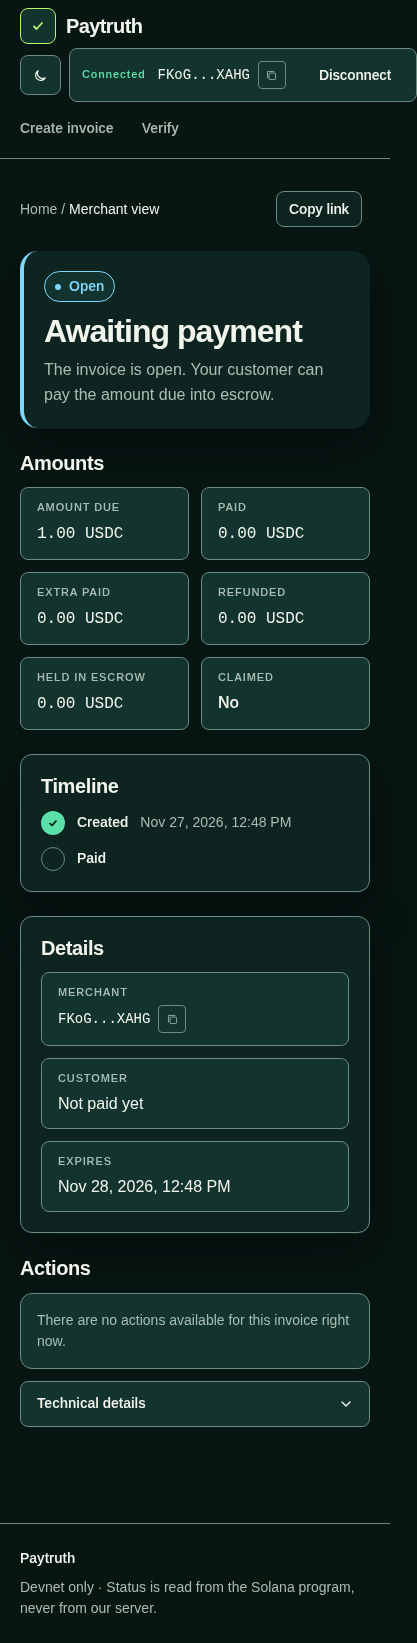 Paytruth
Connected FKoG...XAHG Disconnect
Create invoice Verify
Home / Merchant view Copy link
Open
Awaiting payment
The invoice is open. Your customer can
pay the amount due into escrow.
Amounts
AMOUNT DUE PAID
1.00 USDC 0.00 USDC
EXTRA PAID REFUNDED
0.00 USDC 0.00 USDC
HELD IN ESCROW CLAIMED
0.00 USDC No
Timeline
Created Nov 27, 2026, 12:48 PM
Paid
Details
MERCHANT
FKoG...XAHG
CUSTOMER
Not paid yet
EXPIRES
Nov 28, 2026, 12:48 PM
Actions
There are no actions available for this invoice right
now.
Technical details
Paytruth
Devnet only · Status is read from the Solana program,
never from our server.